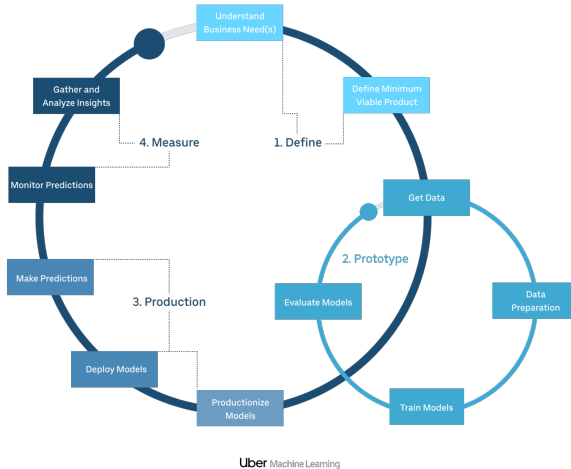 Understand
Business Need(s)
Define Minimum
Viable Product
1. Define
Get Data
2. Prototype
Data
Preparation
Train Models
Evaluate Models
Productionize
Models
Deploy Models
3. Production
Make Predictions
Monitor Predictions
4. Measure
Gather and
Analyze Insights
Uber Machine Learning